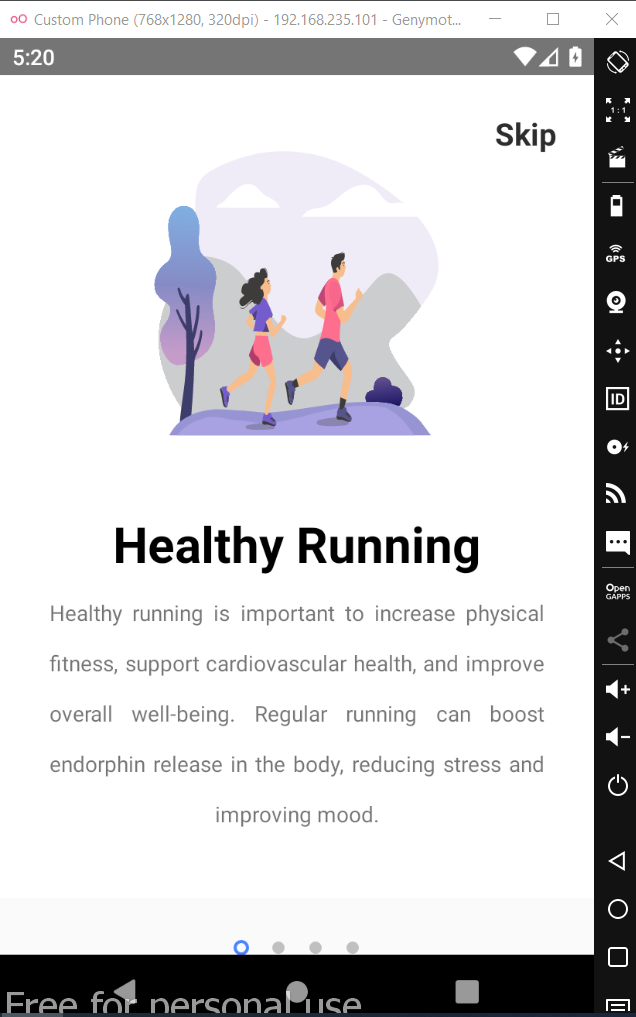 Custom Phone (768x1280, 320dpi) - 192.168.235.101 - Genymot...
5:20
Skip
1:1
GPS
ID
Open
GAPPS
Healthy Running
Healthy running is important to increase physical
fitness, support cardiovascular health, and improve
overall well-being. Regular running can boost
endorphin release in the body, reducing stress and
improving mood.
Free for personal use